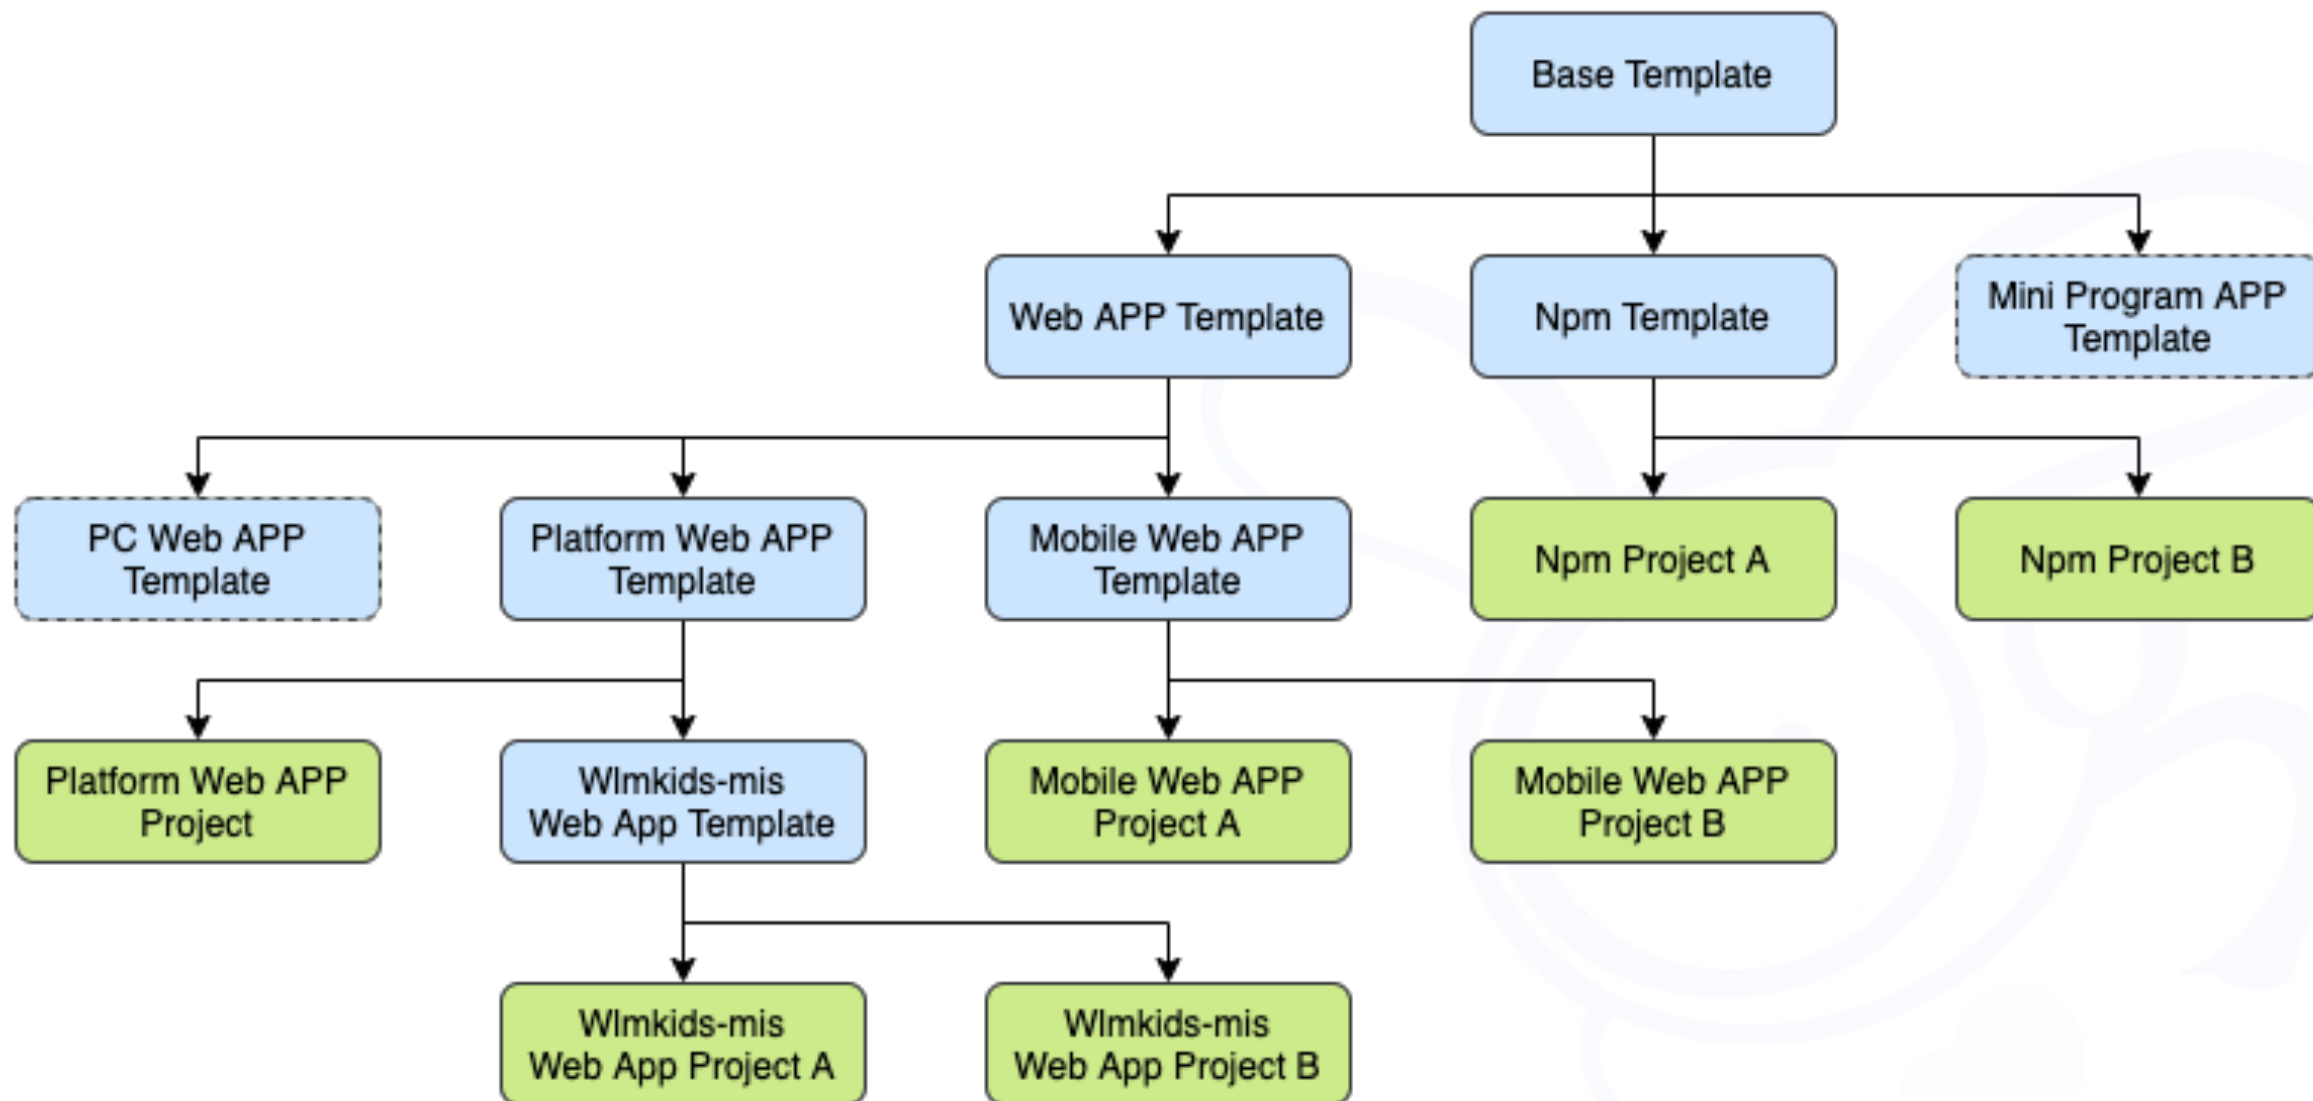 Base Template
Web APP Template
Npm Template
Mini Program APP
Template
PC Web APP
Template
Platform Web APP
Template
Mobile Web APP
Template
Npm Project A
Npm Project B
Platform Web APP
Project
Wlmkids-mis
Web App Template
Mobile Web APP
Project A
Mobile Web APP
Project B
Wlmkids-mis
Web App Project A
Wlmkids-mis
Web App Project B